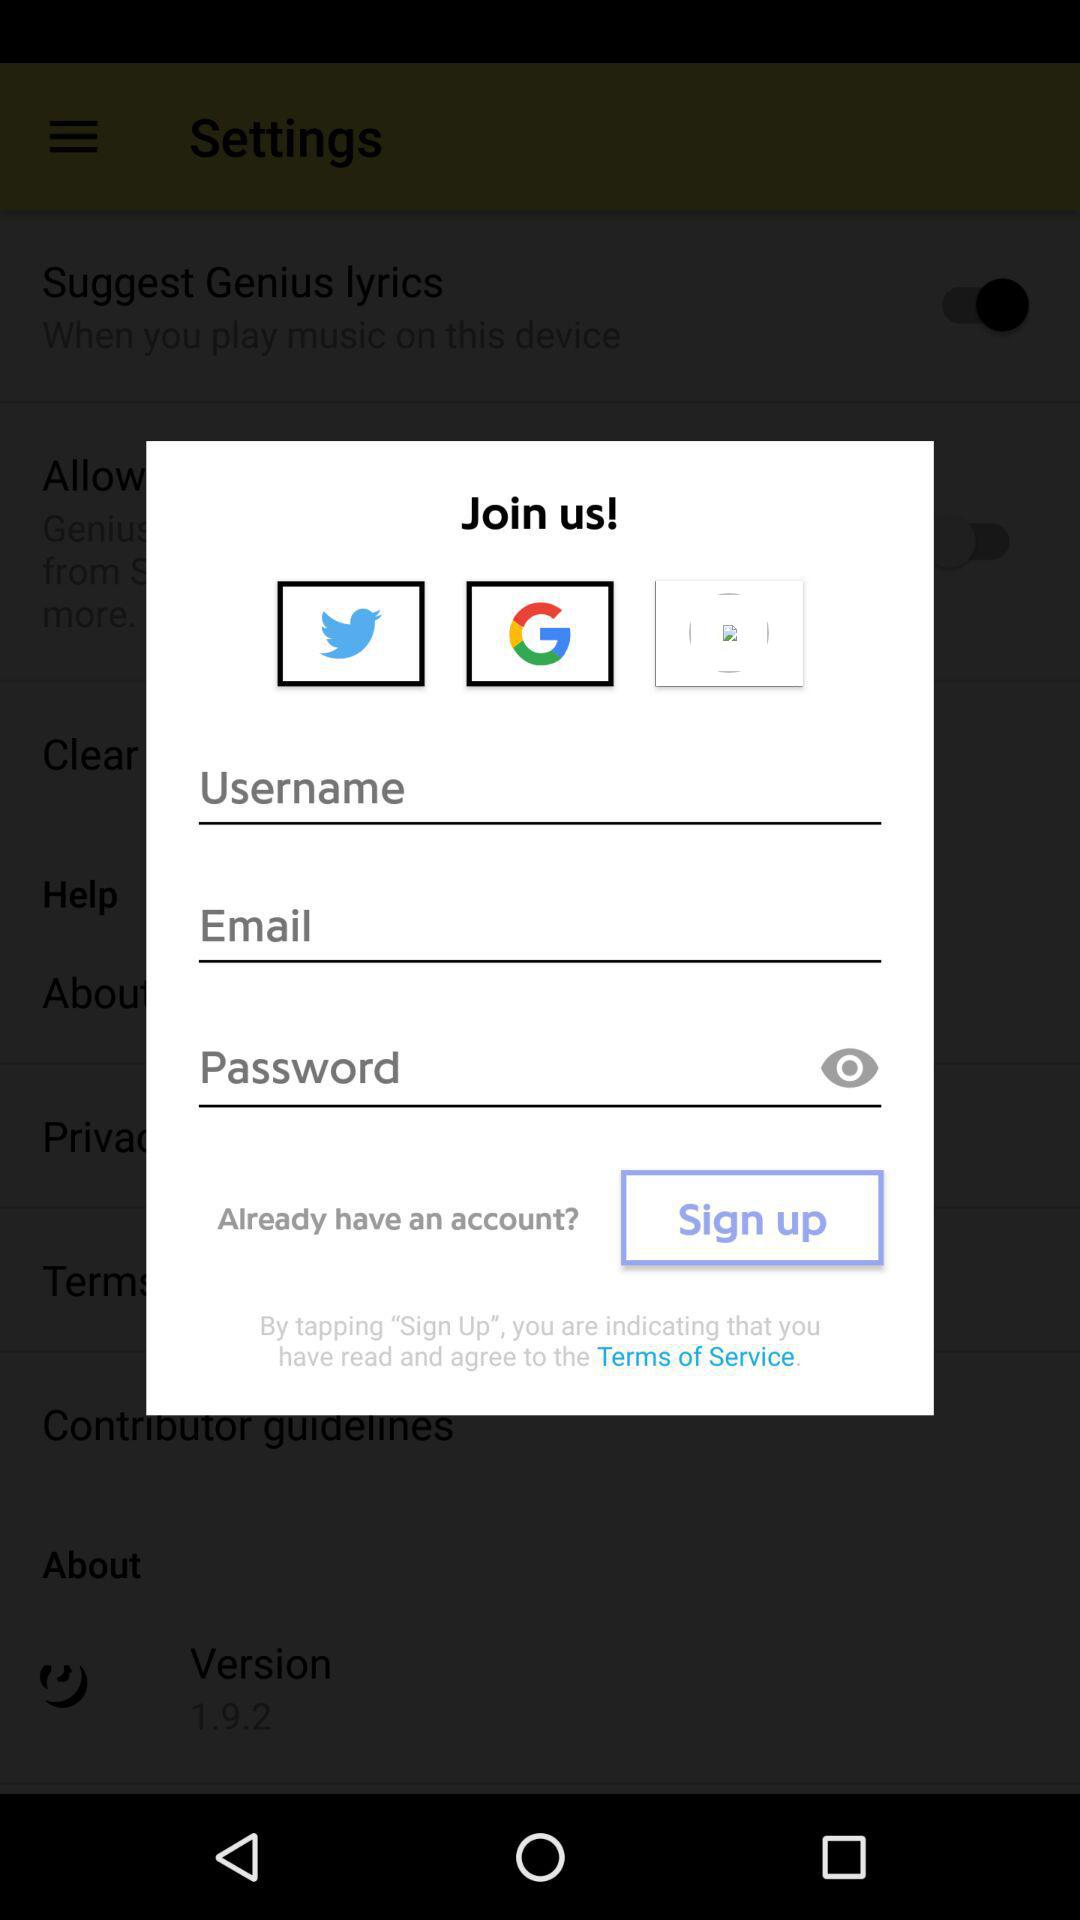 Settings
Suggest Genius lyrics
When you play music on this device
Allow
Genius
from S
more.
Join us!
Username
Email
Password
Already have an account?
Sign up
By tapping “Sign Up”, you are indicating that you
have read and agree to the Terms of Service.
Clear
Help
About
Privac
Terms
Contributor guidelines
About
Version
1.9.2